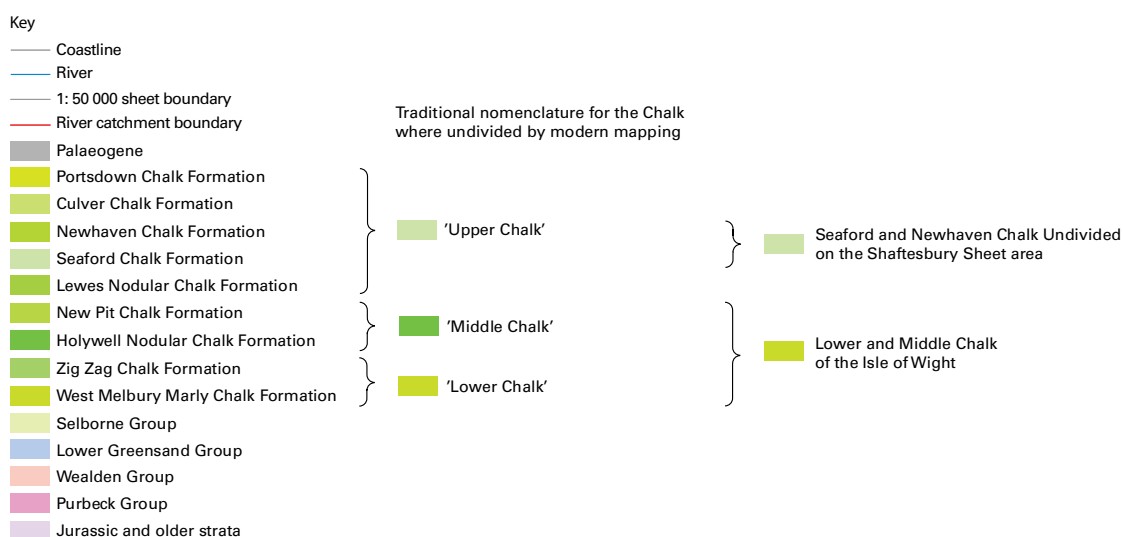 Key
Coastline
River
1: 50 000 sheet boundary
River catchment boundary
Palaeogene
Portsdown Chalk Formation
Culver Chalk Formation
Newhaven Chalk Formation
Seaford Chalk Formation
Lewes Nodular Chalk Formation
New Pit Chalk Formation
Holywell Nodular Chalk Formation
Zig Zag Chalk Formation
West Melbury Marly Chalk Formation
Selborne Group
Lower Greensand Group
Wealden Group
Purbeck Group
Jurassic and older strata
Traditional nomenclature for the Chalk
where undivided by modern mapping
’Upper Chalk’
’Middle Chalk’
’Lower Chalk’
Seaford and Newhaven Chalk Undivided
on the Shaftesbury Sheet area
Lower and Middle Chalk
of the Isle of Wight